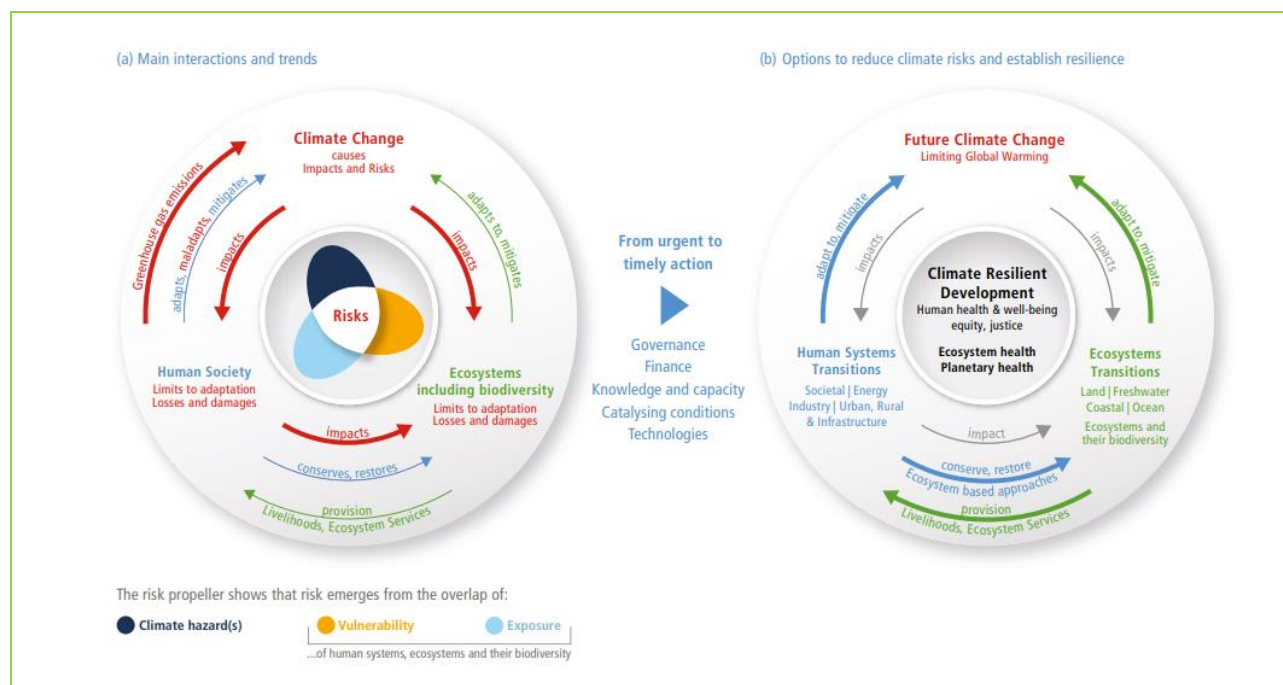 (a) Main interactions and trends
Climate Change
causes
Impacts and Risks
Greenhouse gas emissions
adapts, maladapts, mitigates
impacts
impacts
adapts to, mitigates
Risks
Human Society
Limits to adaptation
Losses and damages
Ecosystems
including biodiversity
Limits to adaptation
Losses and damages
impacts
conserves, restores
provision
Livelihoods, Ecosystem Services
From urgent to
timely action
Governance
Finance
Knowledge and capacity
Catalysing conditions
Technologies
(b) Options to reduce climate risks and establish resilience
Future Climate Change
Limiting Global Warming
adapt to, mitigate
impacts
impacts
adapt to, mitigate
Climate Resilient
Development
Human health & well-being
equity, justice
Ecosystem health
Planetary health
Human Systems
Transitions
Societal | Energy
Industry | Urban, Rural
& Infrastructure
Ecosystems
Transitions
Land | Freshwater
Coastal | Ocean
Ecosystems and
their biodiversity
impact
conserve, restore
Ecosystem based approaches
provision
Livelihoods, Ecosystem Services
The risk propeller shows that risk emerges from the overlap of:
Climate hazard(s) Vulnerability Exposure
...of human systems, ecosystems and their biodiversity